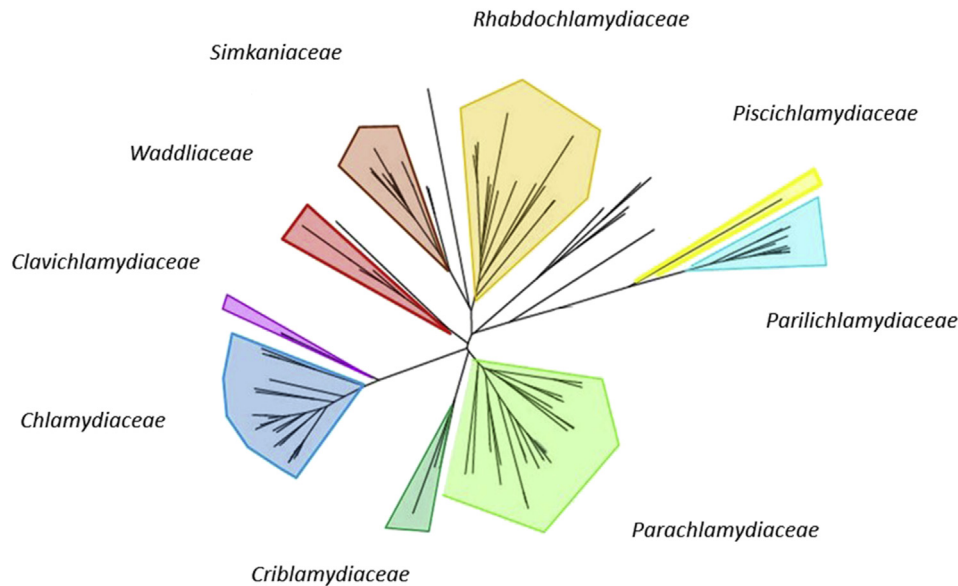 Rhabdochlamydiaceae
Simkaniaceae
Piscichlamydiaceae
Waddliaceae
Clavichlamydiaceae
Parilichlamydiaceae
Chlamydiaceae
Parachlamydiaceae
Criblamydiaceae